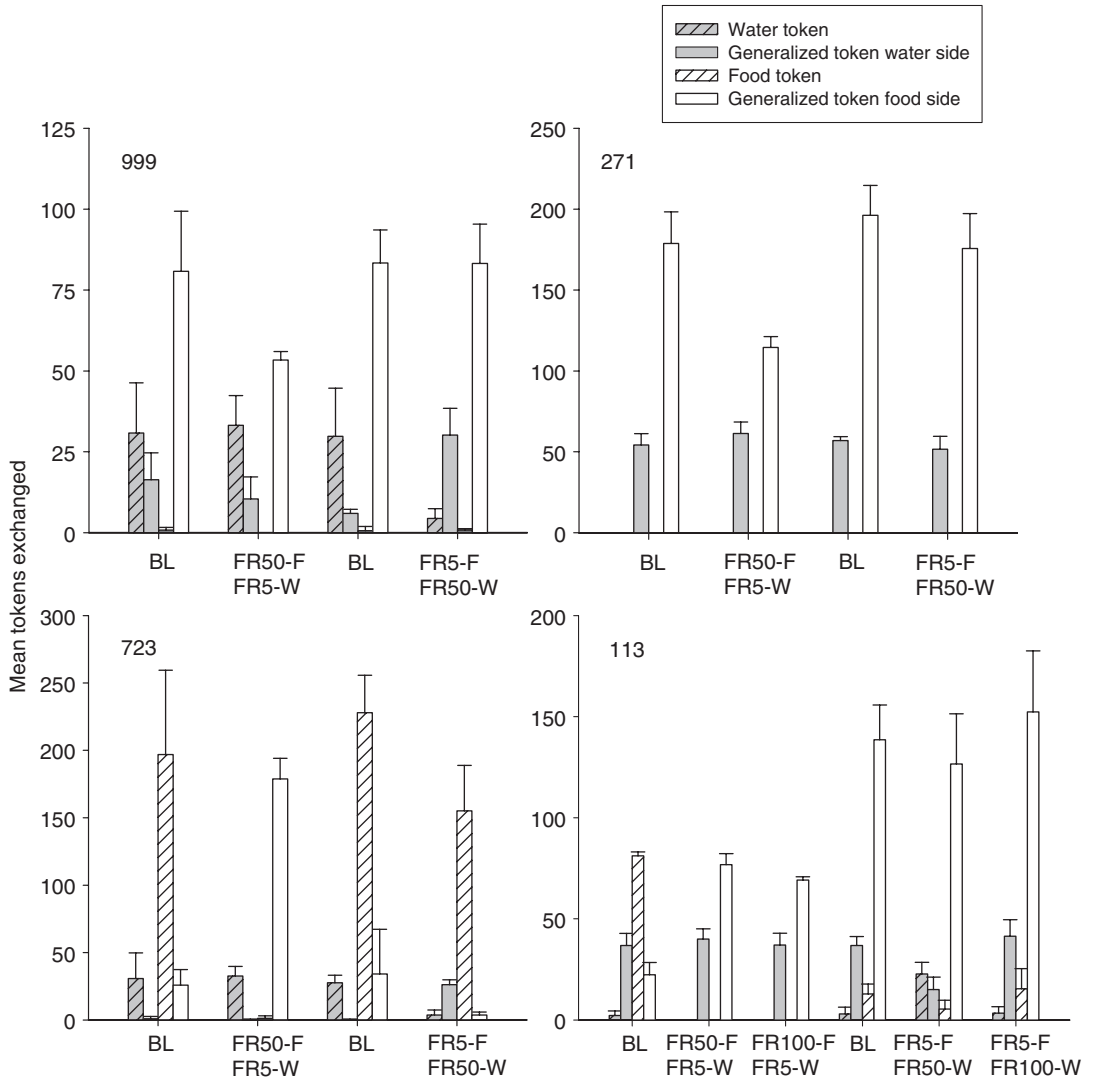 Water token
Generalized token water side
Food token
Generalized token food side
Mean tokens exchanged
999
125
100
75
50
25
0
BL
FR50-F
FR5-W
BL
FR5-F
FR50-W
271
250
200
150
100
50
0
BL
FR50-F
FR5-W
BL
FR5-F
FR50-W
723
300
250
200
150
100
50
0
BL
FR50-F
FR5-W
BL
FR5-F
FR50-W
113
200
150
100
50
0
BL
FR50-F
FR5-W
FR100-F
FR5-W
BL
FR5-F
FR50-W
FR5-F
FR100-W